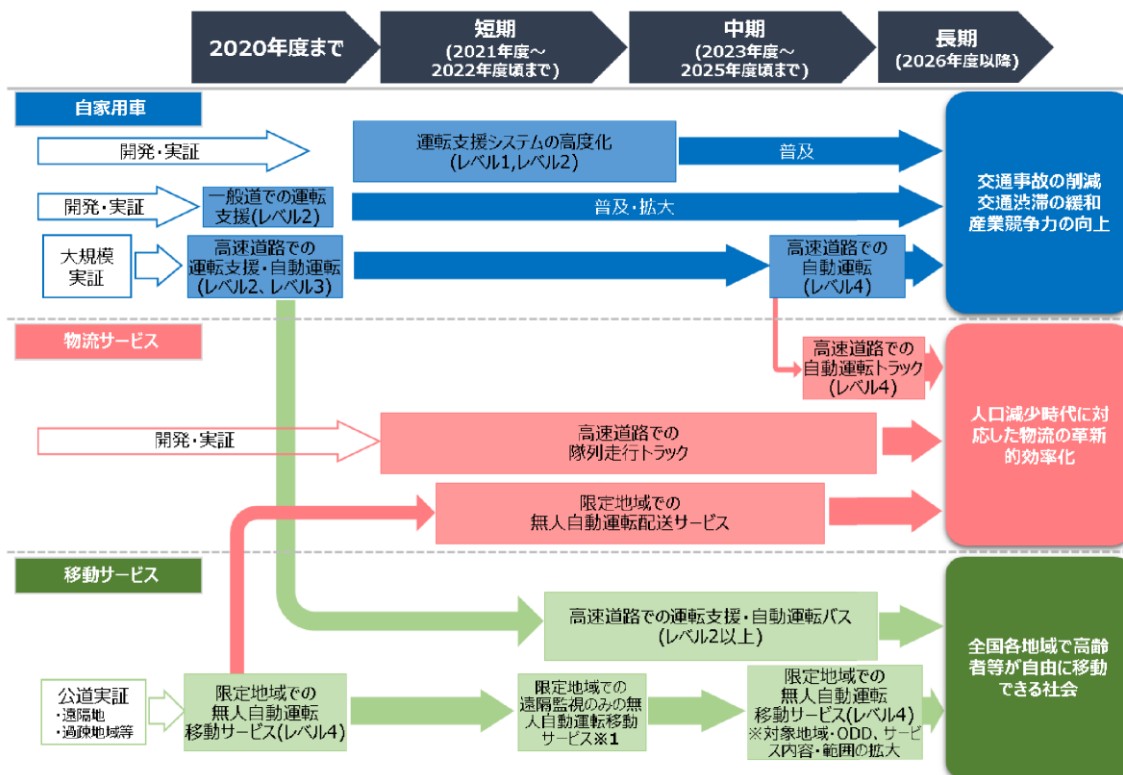 2020年度まで
短期
(2021年度～
2022年度頃まで)
中期
(2023年度～
2025年度頃まで)
長期
(2026年度以降)
自家用車
開発・実証
運転支援システムの高度化
(レベル1,レベル2)
普及
開発・実証
一般道での運転
支援(レベル2)
普及・拡大
大規模
実証
高速道路での
運転支援・自動運転
(レベル2、レベル3)
高速道路での
自動運転
(レベル4)
交通事故の削減
交通渋滞の緩和
産業競争力の向上
物流サービス
高速道路での
自動運転トラック
(レベル4)
開発・実証
高速道路での
隊列走行トラック
限定地域での
無人自動運転配送サービス
人口減少時代に対
応した物流の革新
的効率化
移動サービス
高速道路での運転支援・自動運転バス
(レベル2以上)
公道実証
・遠隔地
・過疎地域等
限定地域での
無人自動運転
移動サービス(レベル4)
限定地域での
遠隔監視のみの無
人自動運転移動
サービス※1
限定地域での
無人自動運転
移動サービス(レベル4)
※対象地域・ODD、サービ
ス内容・範囲の拡大
全国各地域で高齢
者等が自由に移動
できる社会